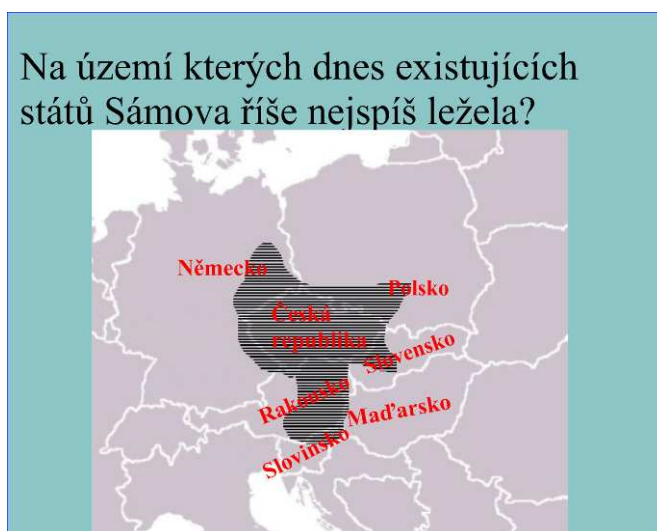 Na území kterých dnes existujících
států Sámova říše nejspíš ležela?
Německo
Polsko
Česká
republika
Slovensko
Rakousko
Maďarsko
Slovinsko